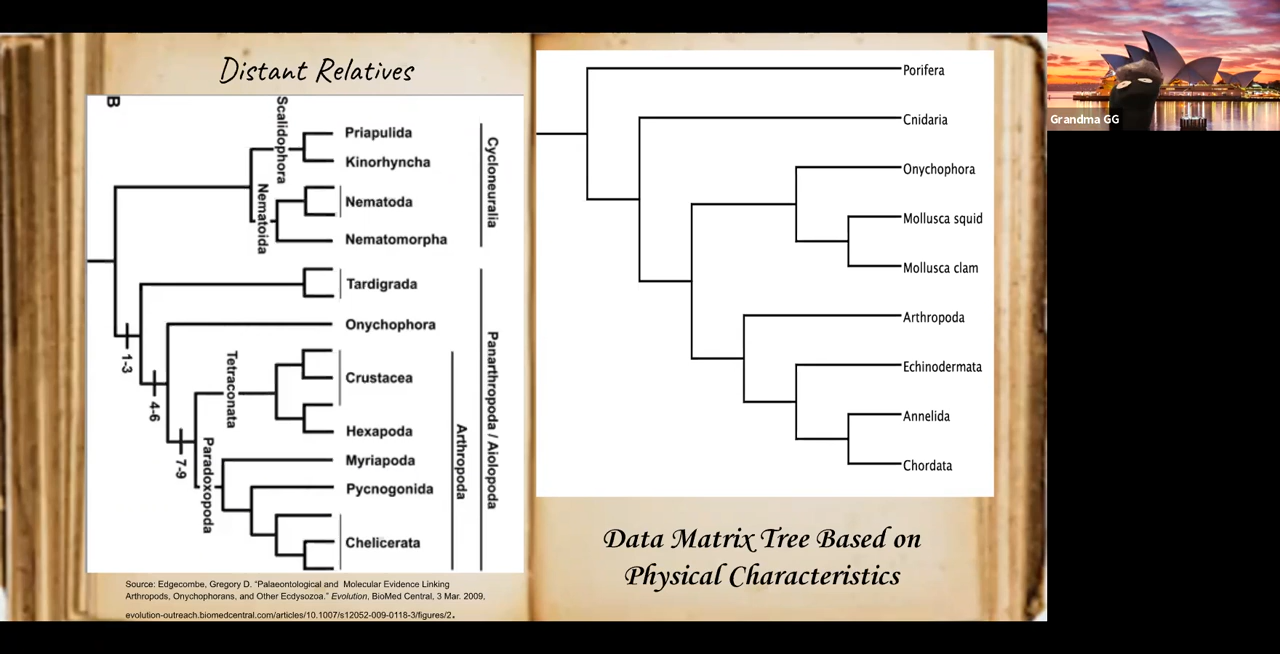 Distant Relatives
B
Scalidophora
Nematoida
Priapulida
Kinorhyncha
Nematoda
Nematomorpha
Cycloneuralia
Tardigrada
Onychophora
Tetraconata
Crustacea
Hexapoda
Paradoxopoda
Myriapoda
Pycnogonida
Chelicerata
Arthropoda
Panarthropoda / Aiolopoda
1-3
4-6
7-9
Source: Edgecombe, Gregory D. “Palaeontological and Molecular Evidence Linking
Arthropods, Onychophorans, and Other Ecdysozoa.” Evolution, BioMed Central, 3 Mar. 2009,
evolution-outreach.biomedcentral.com/articles/10.1007/s12052-009-0118-3/figures/2.
Porifera
Cnidaria
Onychophora
Mollusca squid
Mollusca clam
Arthropoda
Echinodermata
Annelida
Chordata
Data Matrix Tree Based on
Physical Characteristics
Grandma GG